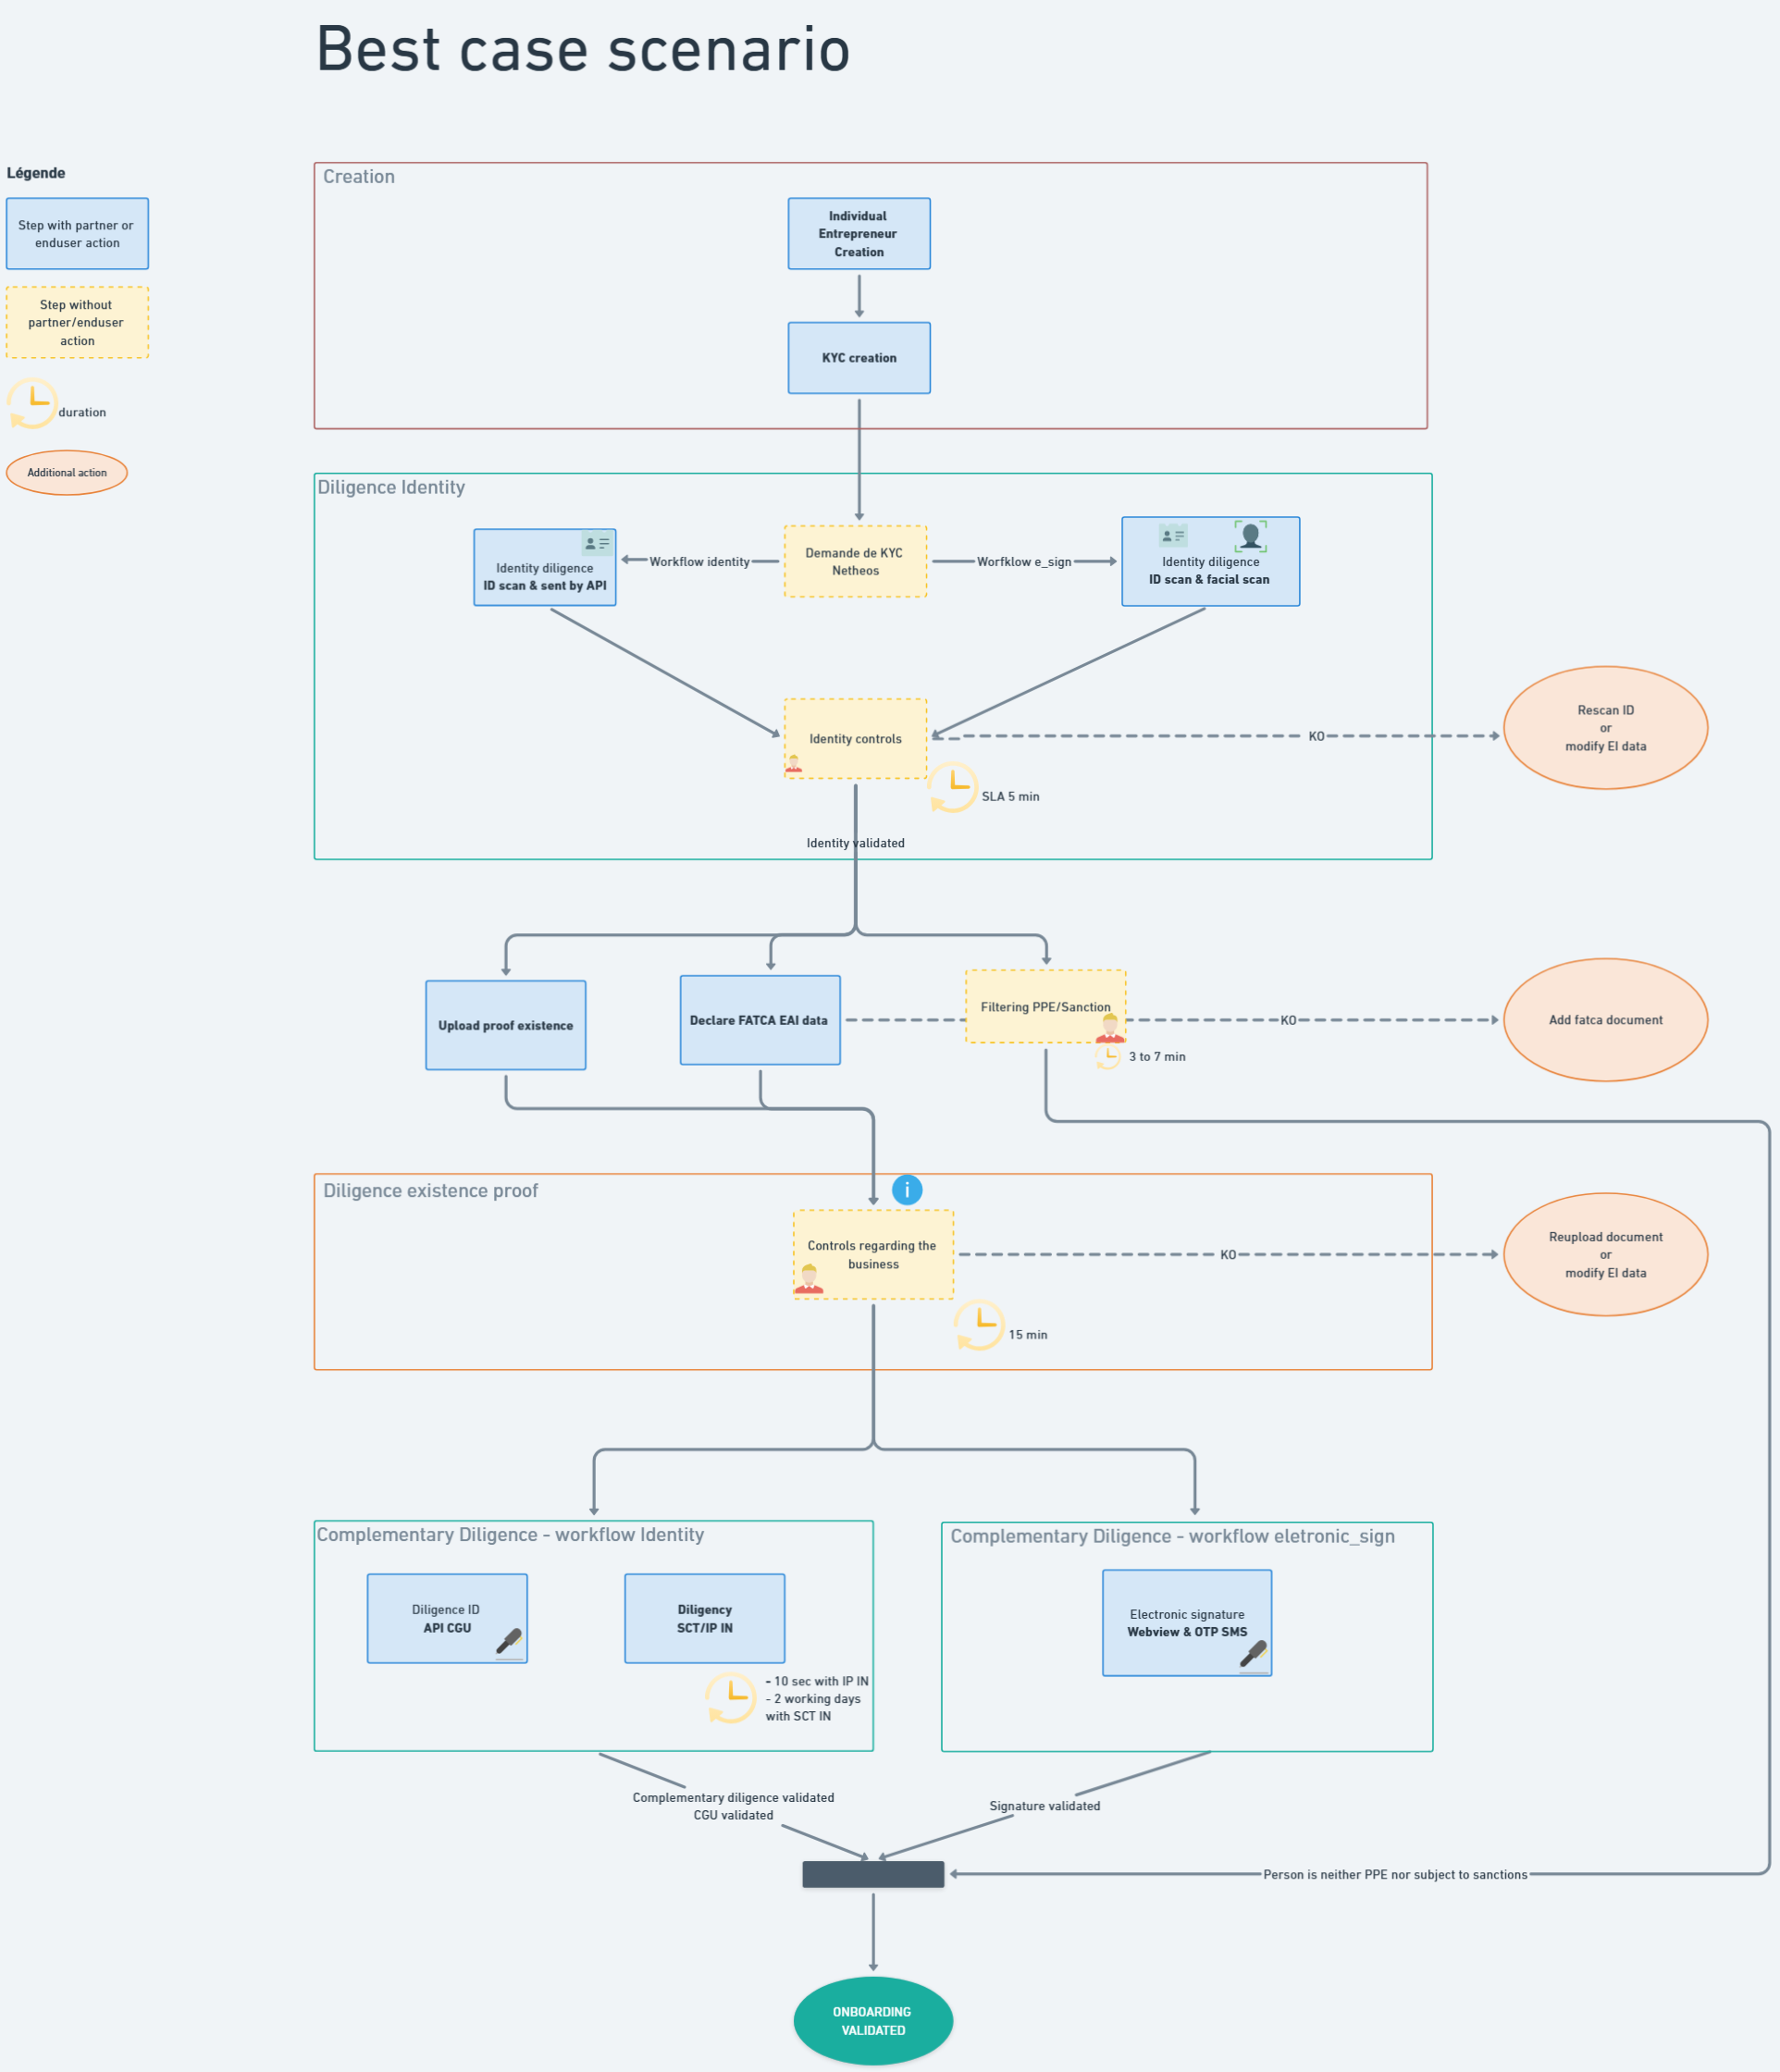 Best case scenario
Légende
Step with partner or
enduser action
Step without
partner/enduser
action
duration
Additional action
Creation
Individual
Entrepreneur
Creation
KYC creation
Diligence Identity
Identity diligence
ID scan & sent by API
Workflow identity
Demande de KYC
Netheos
Worfklow e_sign
Identity diligence
ID scan & facial scan
Identity controls
KO
Rescan ID
or
modify EI data
SLA 5 min
Identity validated
Upload proof existence
Declare FATCA EAI data
Filtering PPE/Sanction
3 to 7 min
KO
Add fatca document
Diligence existence proof
i
Controls regarding the
business
KO
Reupload document
or
modify EI data
15 min
Complementary Diligence - workflow Identity
Diligence ID
API CGU
Diligency
SCT/IP IN
- 10 sec with IP IN
- 2 working days
with SCT IN
Complementary Diligence - workflow eletronic_sign
Electronic signature
Webview & OTP SMS
Complementary diligence validated
CGU validated
Signature validated
Person is neither PPE nor subject to sanctions
ONBOARDING
VALIDATED